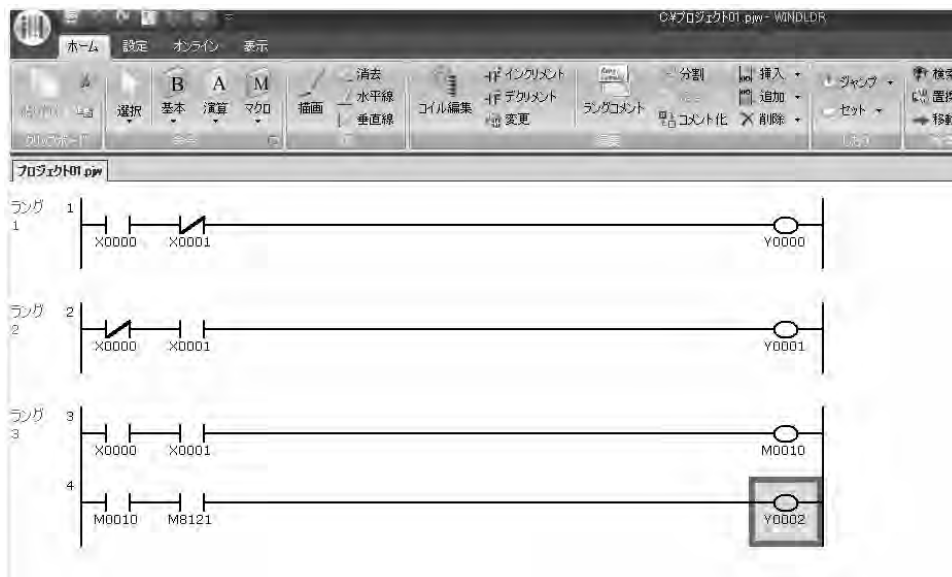 C:¥プロジェクト01.pjw - WINDLDR
ホーム 設定 オンライン 表示
選択 B 基本 A 演算 M マクロ
描画 消去 水平線 垂直線
コイル編集 インクリメント デクリメント 変更
ラングコメント 分割 コメント化
挿入 追加 削除
ジャンプ セット
検索 置換 移動
プロジェクト01.pjw
ラング 1 1
X0000 X0001 Y0000
ラング 2 2
X0000 X0001 Y0001
ラング 3 3
X0000 X0001 M0010
4
M0010 M8121 Y0002